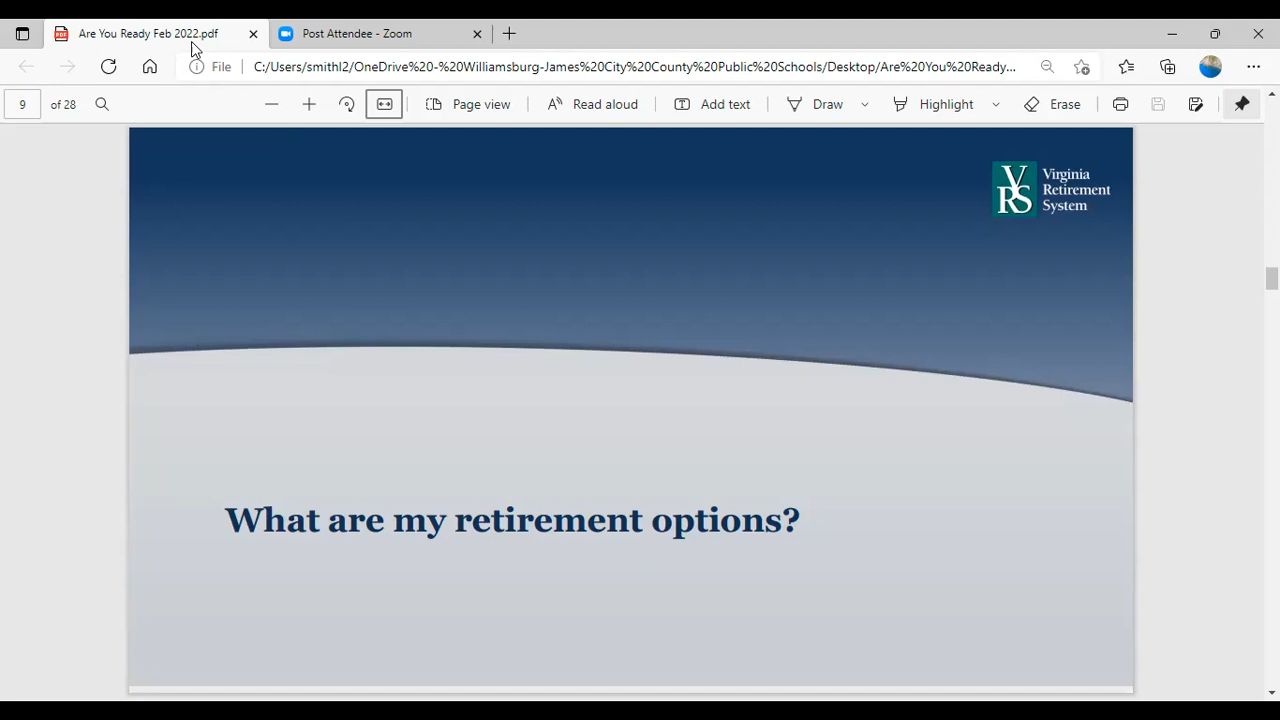 Are You Ready Feb 2022.pdf
Post Attendee - Zoom
File
C:/Users/smithl2/OneDrive%20-%20Williamsburg-James%20City%20County%20Public%20Schools/Desktop/Are%20You%20Ready...
9 of 28
Page view
Read aloud
Add text
Draw
Highlight
Erase
VRS
Virginia
Retirement
System
What are my retirement options?